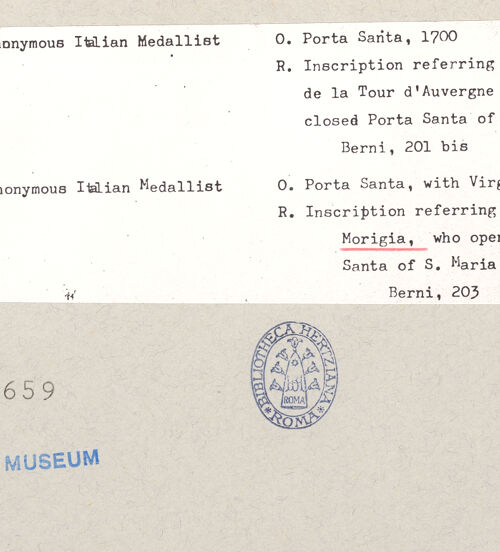 nonymous Italian Medallist
O. Porta Santa, 1700
R. Inscription referring
de la Tour d'Auvergne
closed Porta Santa of
Berni, 201 bis
nonymous Italian Medallist
O. Porta Santa, with Virg
R. Inscription referring
Morigia, who open
Santa of S. Maria
Berni, 203
BIBLIOTHECA HERTZIANA
ROMA
ROMA
659
MUSEUM